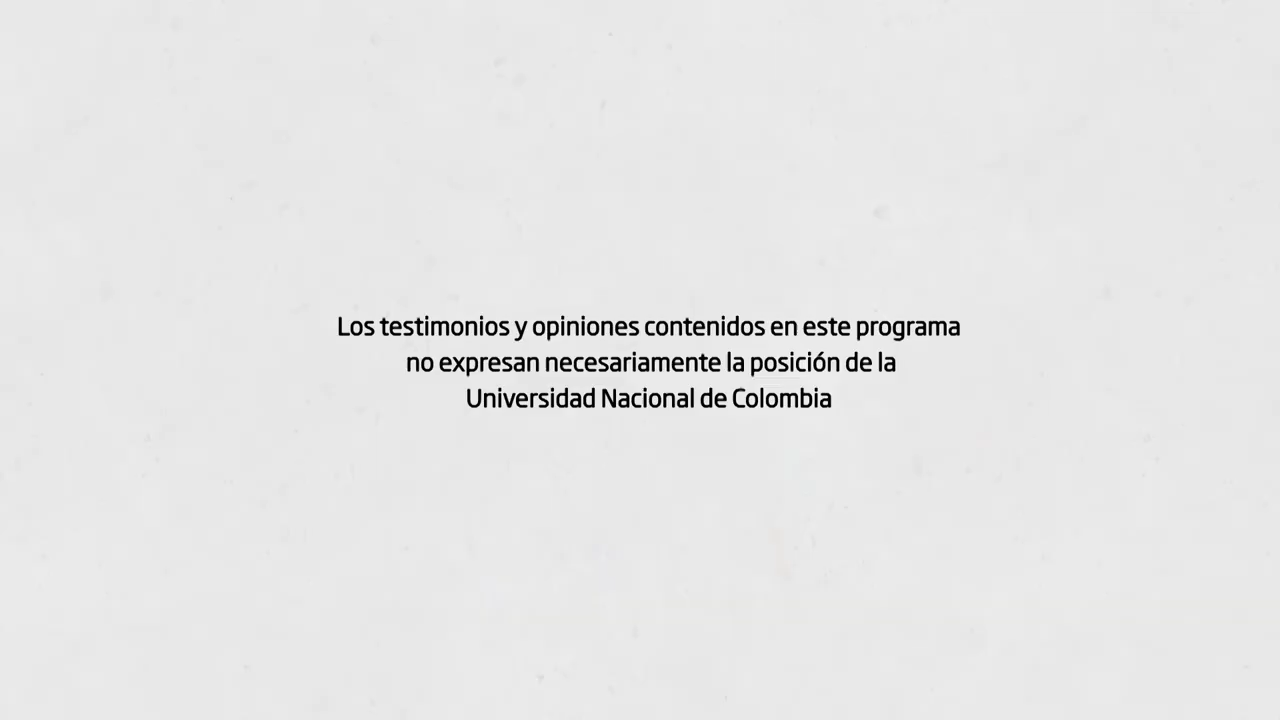 Los testimonios y opiniones contenidos en este programa
no expresan necesariamente la posición de la
Universidad Nacional de Colombia